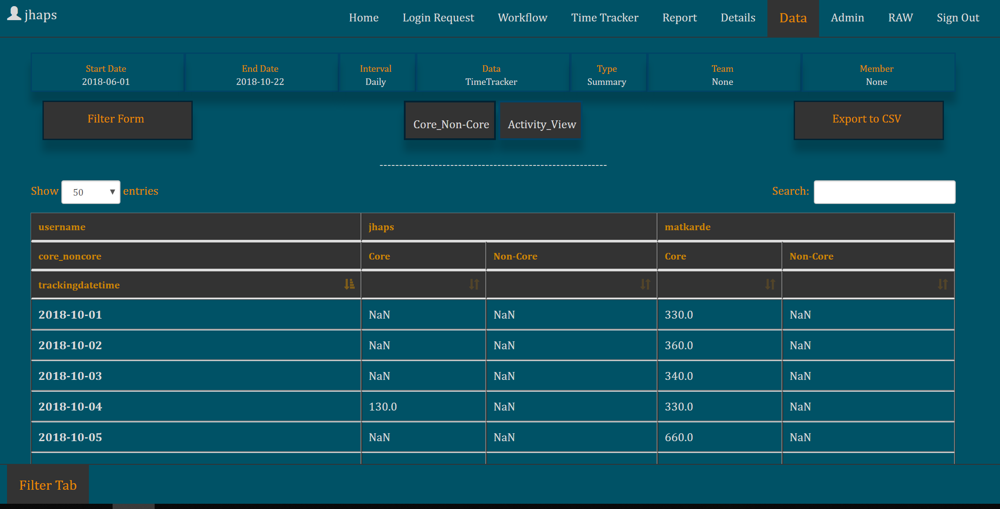 jhaps
Home Login Request Workflow Time Tracker Report Details Data Admin RAW Sign Out
Start Date End Date Interval Data Type Team Member
2018-06-01 2018-10-22 Daily TimeTracker Summary None None
Filter Form Core_Non-Core Activity_View Export to CSV
----------------------------------------------------------
Show 50 entries Search:
username jhaps matkarde
core_noncore Core Non-Core Core Non-Core
trackingdatetime
2018-10-01 NaN NaN 330.0 NaN
2018-10-02 NaN NaN 360.0 NaN
2018-10-03 NaN NaN 340.0 NaN
2018-10-04 130.0 NaN 330.0 NaN
2018-10-05 NaN NaN 660.0 NaN
Filter Tab